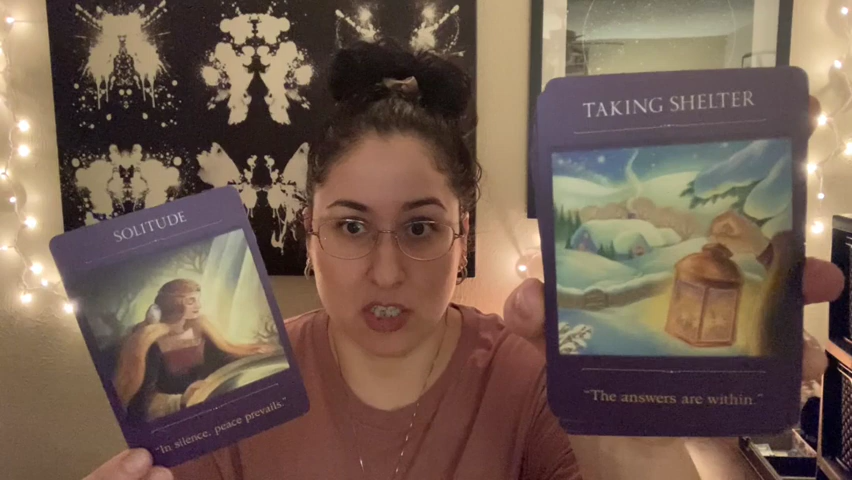 SOLITUDE
"In silence, peace prevails."
TAKING SHELTER
"The answers are within."